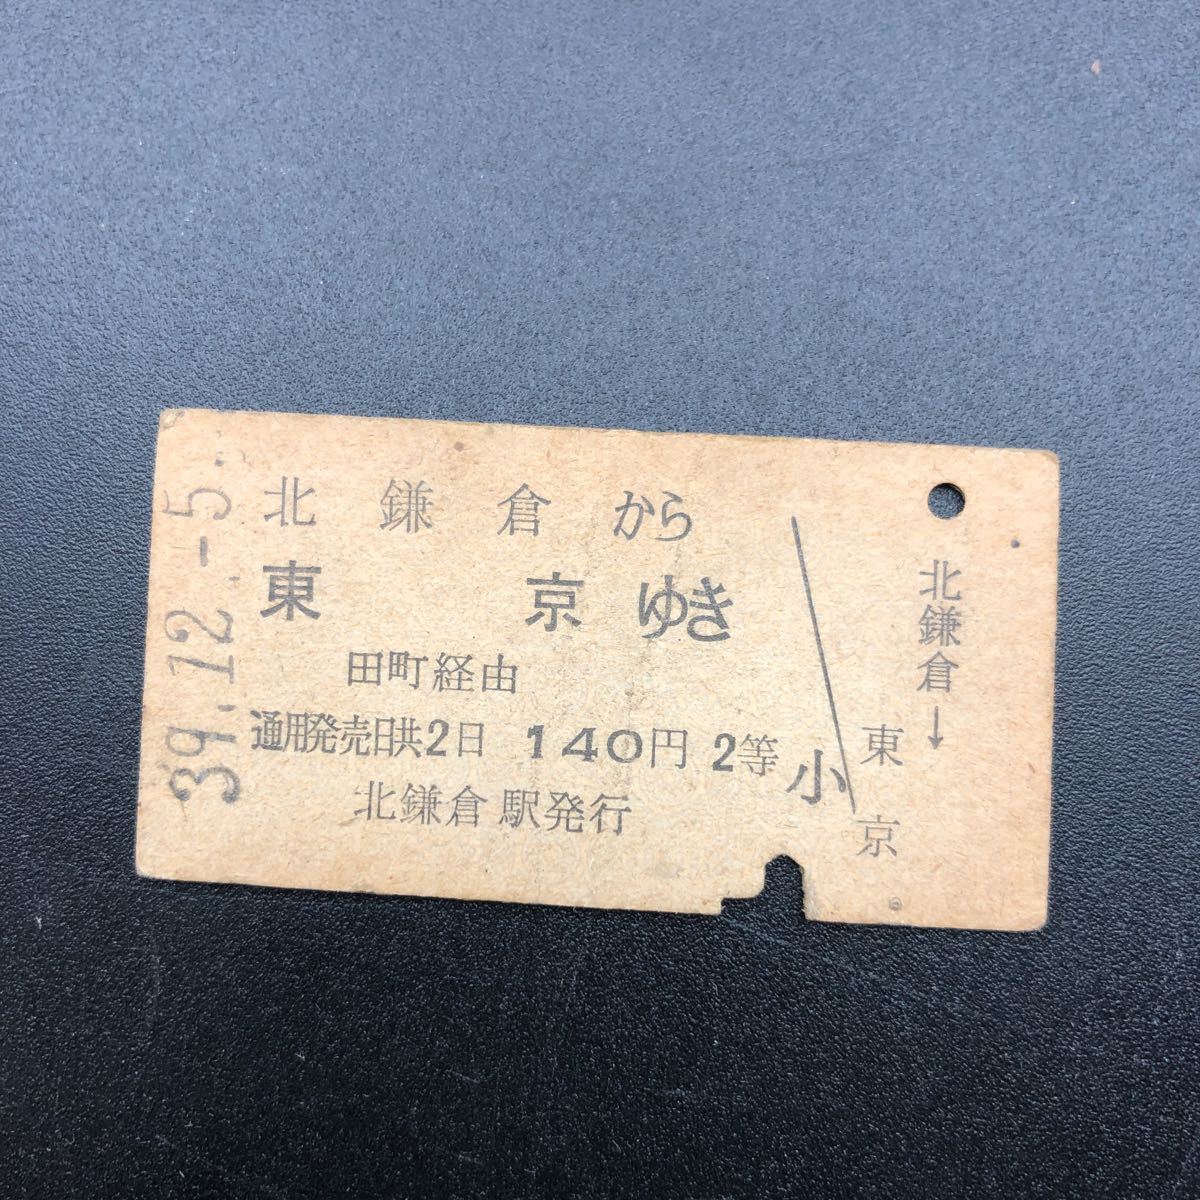 39.12.-5.
北鎌倉から
東京ゆき
田町経由
通用発売日共2日 140円 2等
北鎌倉駅発行
小
北鎌倉→
東京